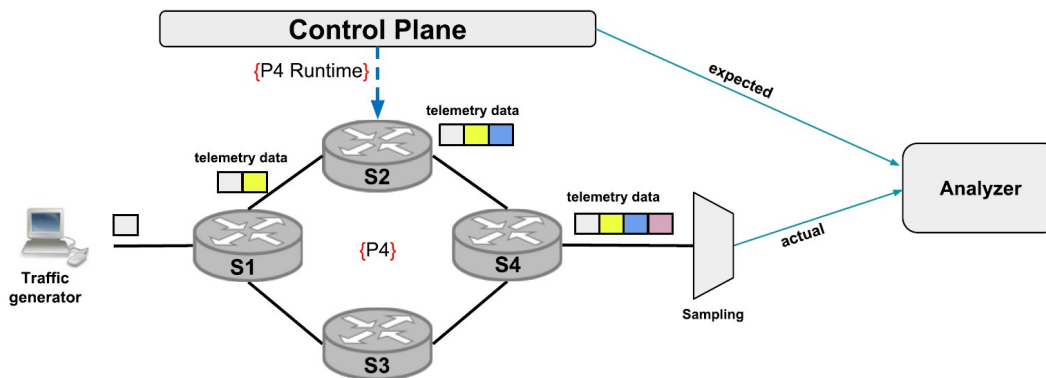 Control Plane
{P4 Runtime}
expected
telemetry data
telemetry data
S2
Analyzer
telemetry data
S1
{P4}
S4
actual
Traffic
generator
Sampling
S3